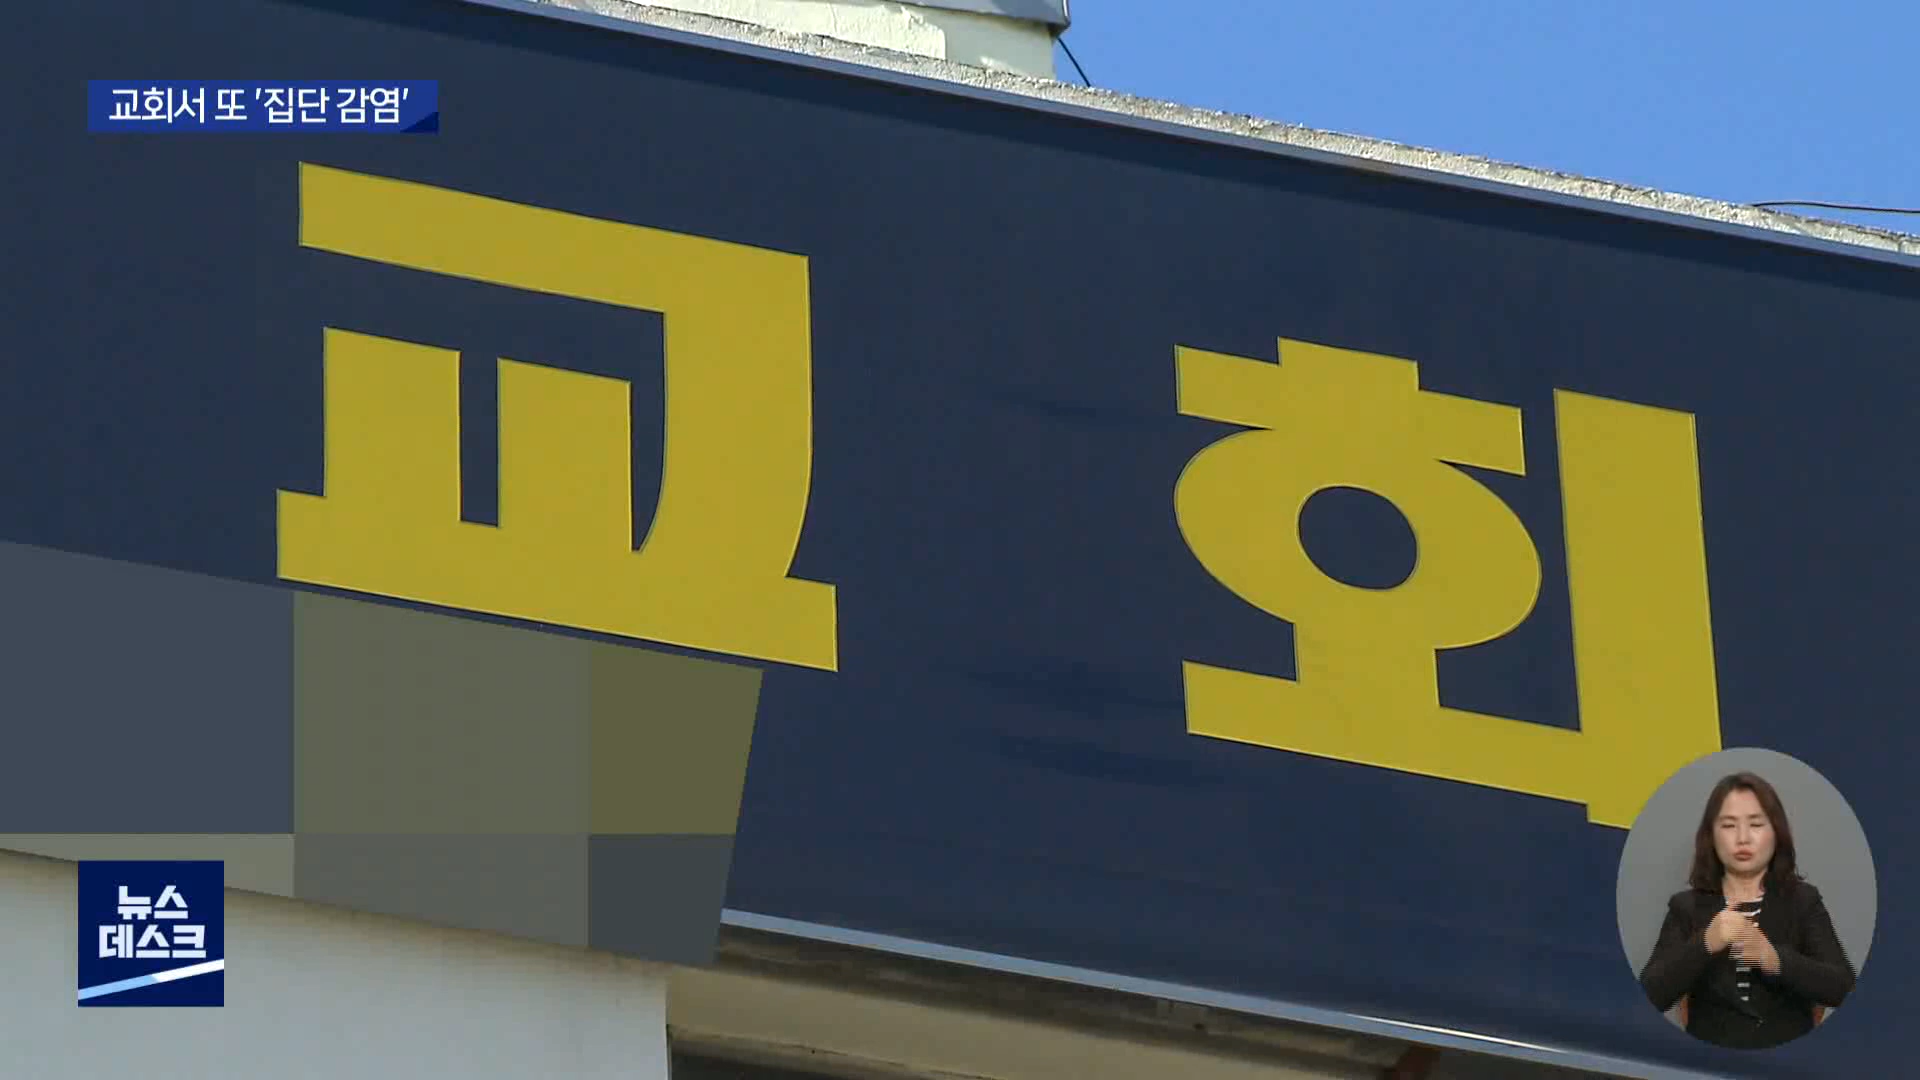 교회서 또 '집단 감염'
교회
뉴스
데스크